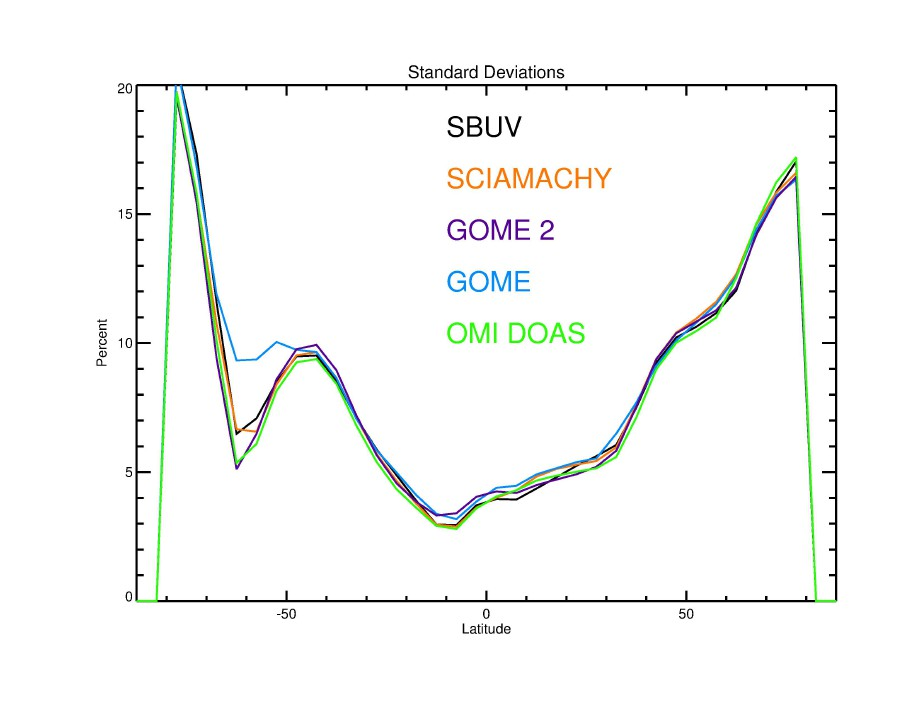 Standard Deviations
20
SBUV
SCIAMACHY
15
GOME 2
GOME
OMI DOAS
10
Percent
5
0
-50 0 50
Latitude